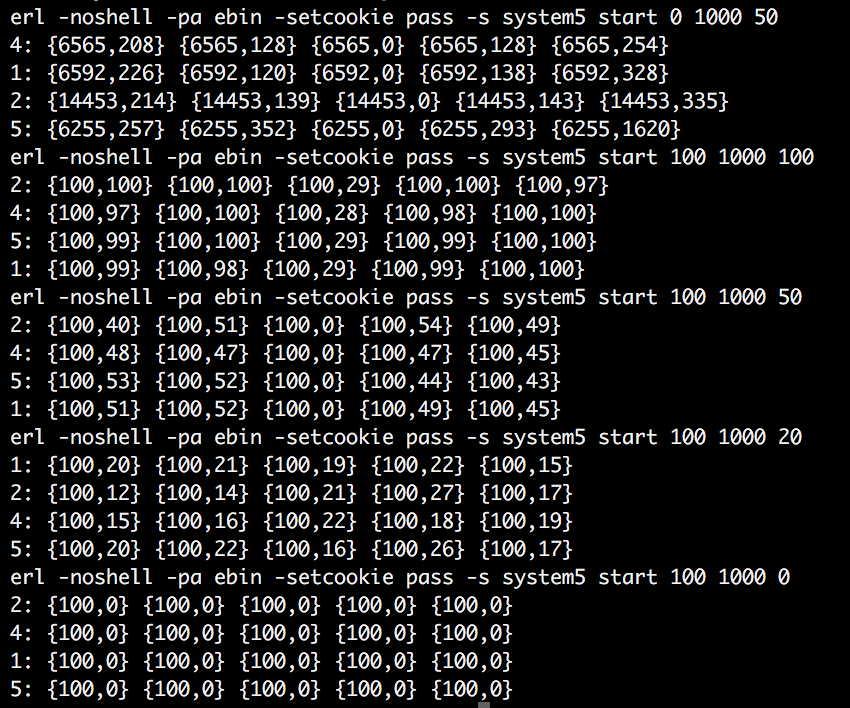 erl -noshell -pa ebin -setcookie pass -s system5 start 0 1000 50
4: {6565,208} {6565,128} {6565,0} {6565,128} {6565,254}
1: {6592,226} {6592,120} {6592,0} {6592,138} {6592,328}
2: {14453,214} {14453,139} {14453,0} {14453,143} {14453,335}
5: {6255,257} {6255,352} {6255,0} {6255,293} {6255,1620}
erl -noshell -pa ebin -setcookie pass -s system5 start 100 1000 100
2: {100,100} {100,100} {100,29} {100,100} {100,97}
4: {100,97} {100,100} {100,28} {100,98} {100,100}
5: {100,99} {100,100} {100,29} {100,99} {100,100}
1: {100,99} {100,98} {100,29} {100,99} {100,100}
erl -noshell -pa ebin -setcookie pass -s system5 start 100 1000 50
2: {100,40} {100,51} {100,0} {100,54} {100,49}
4: {100,48} {100,47} {100,0} {100,47} {100,45}
5: {100,53} {100,52} {100,0} {100,44} {100,43}
1: {100,51} {100,52} {100,0} {100,49} {100,45}
erl -noshell -pa ebin -setcookie pass -s system5 start 100 1000 20
1: {100,20} {100,21} {100,19} {100,22} {100,15}
2: {100,12} {100,14} {100,21} {100,27} {100,17}
4: {100,15} {100,16} {100,22} {100,18} {100,19}
5: {100,20} {100,22} {100,16} {100,26} {100,17}
erl -noshell -pa ebin -setcookie pass -s system5 start 100 1000 0
2: {100,0} {100,0} {100,0} {100,0} {100,0}
4: {100,0} {100,0} {100,0} {100,0} {100,0}
1: {100,0} {100,0} {100,0} {100,0} {100,0}
5: {100,0} {100,0} {100,0} {100,0} {100,0}